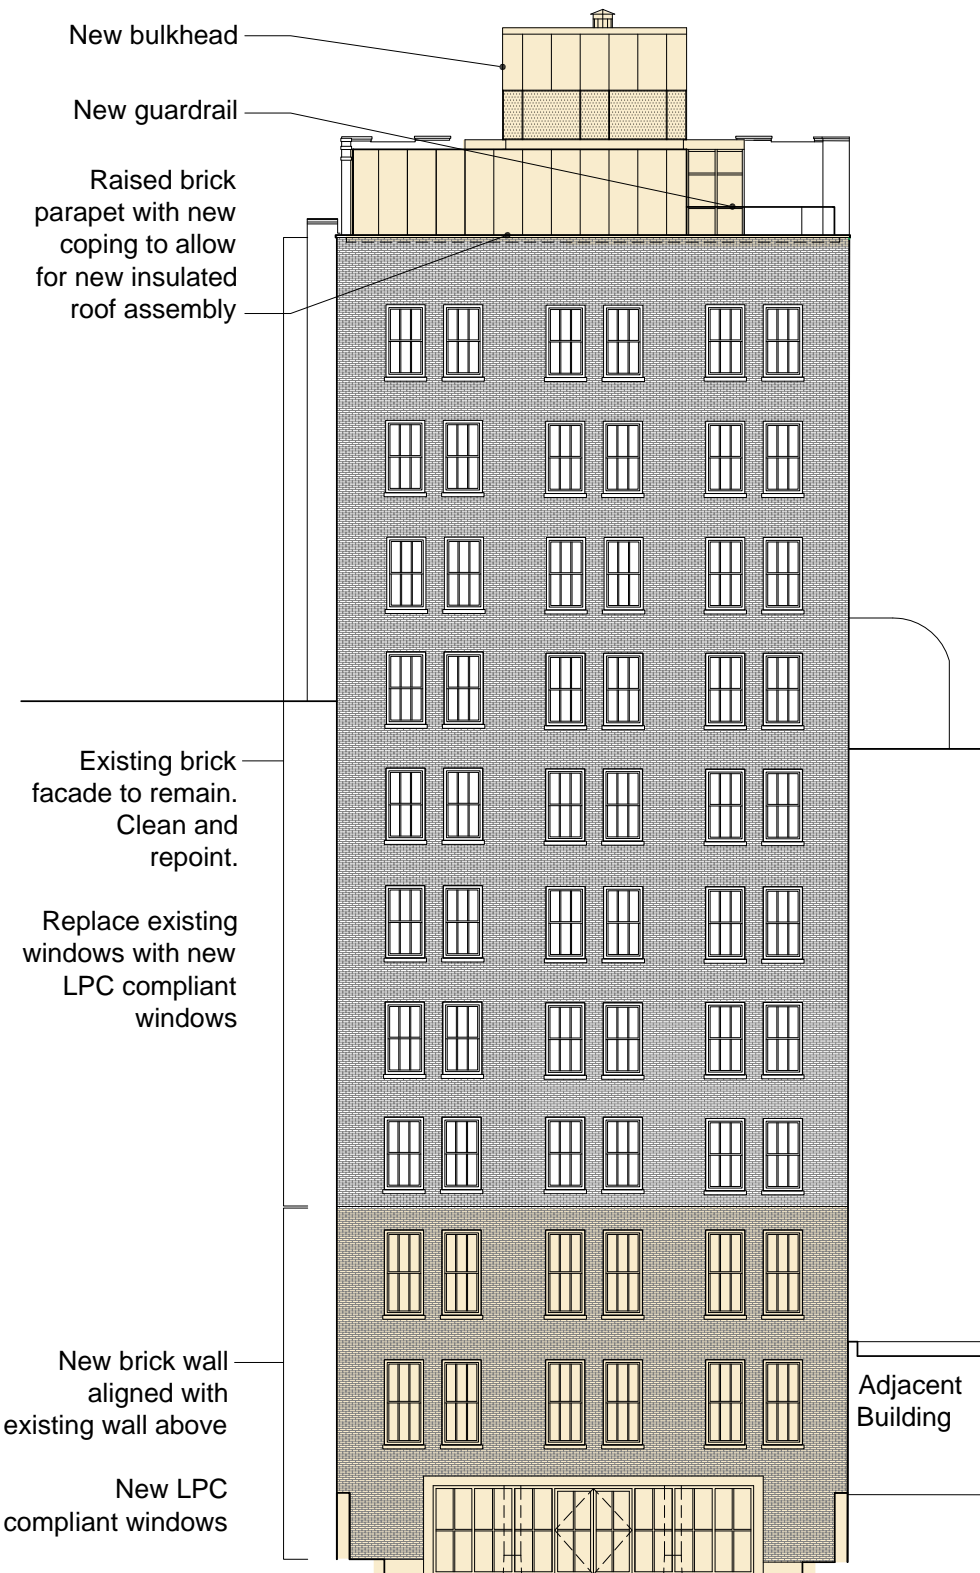 New bulkhead
New guardrail
Raised brick
parapet with new
coping to allow
for new insulated
roof assembly
Existing brick
facade to remain.
Clean and
repoint.
Replace existing
windows with new
LPC compliant
windows
New brick wall
aligned with
existing wall above
New LPC
compliant windows
Adjacent
Building